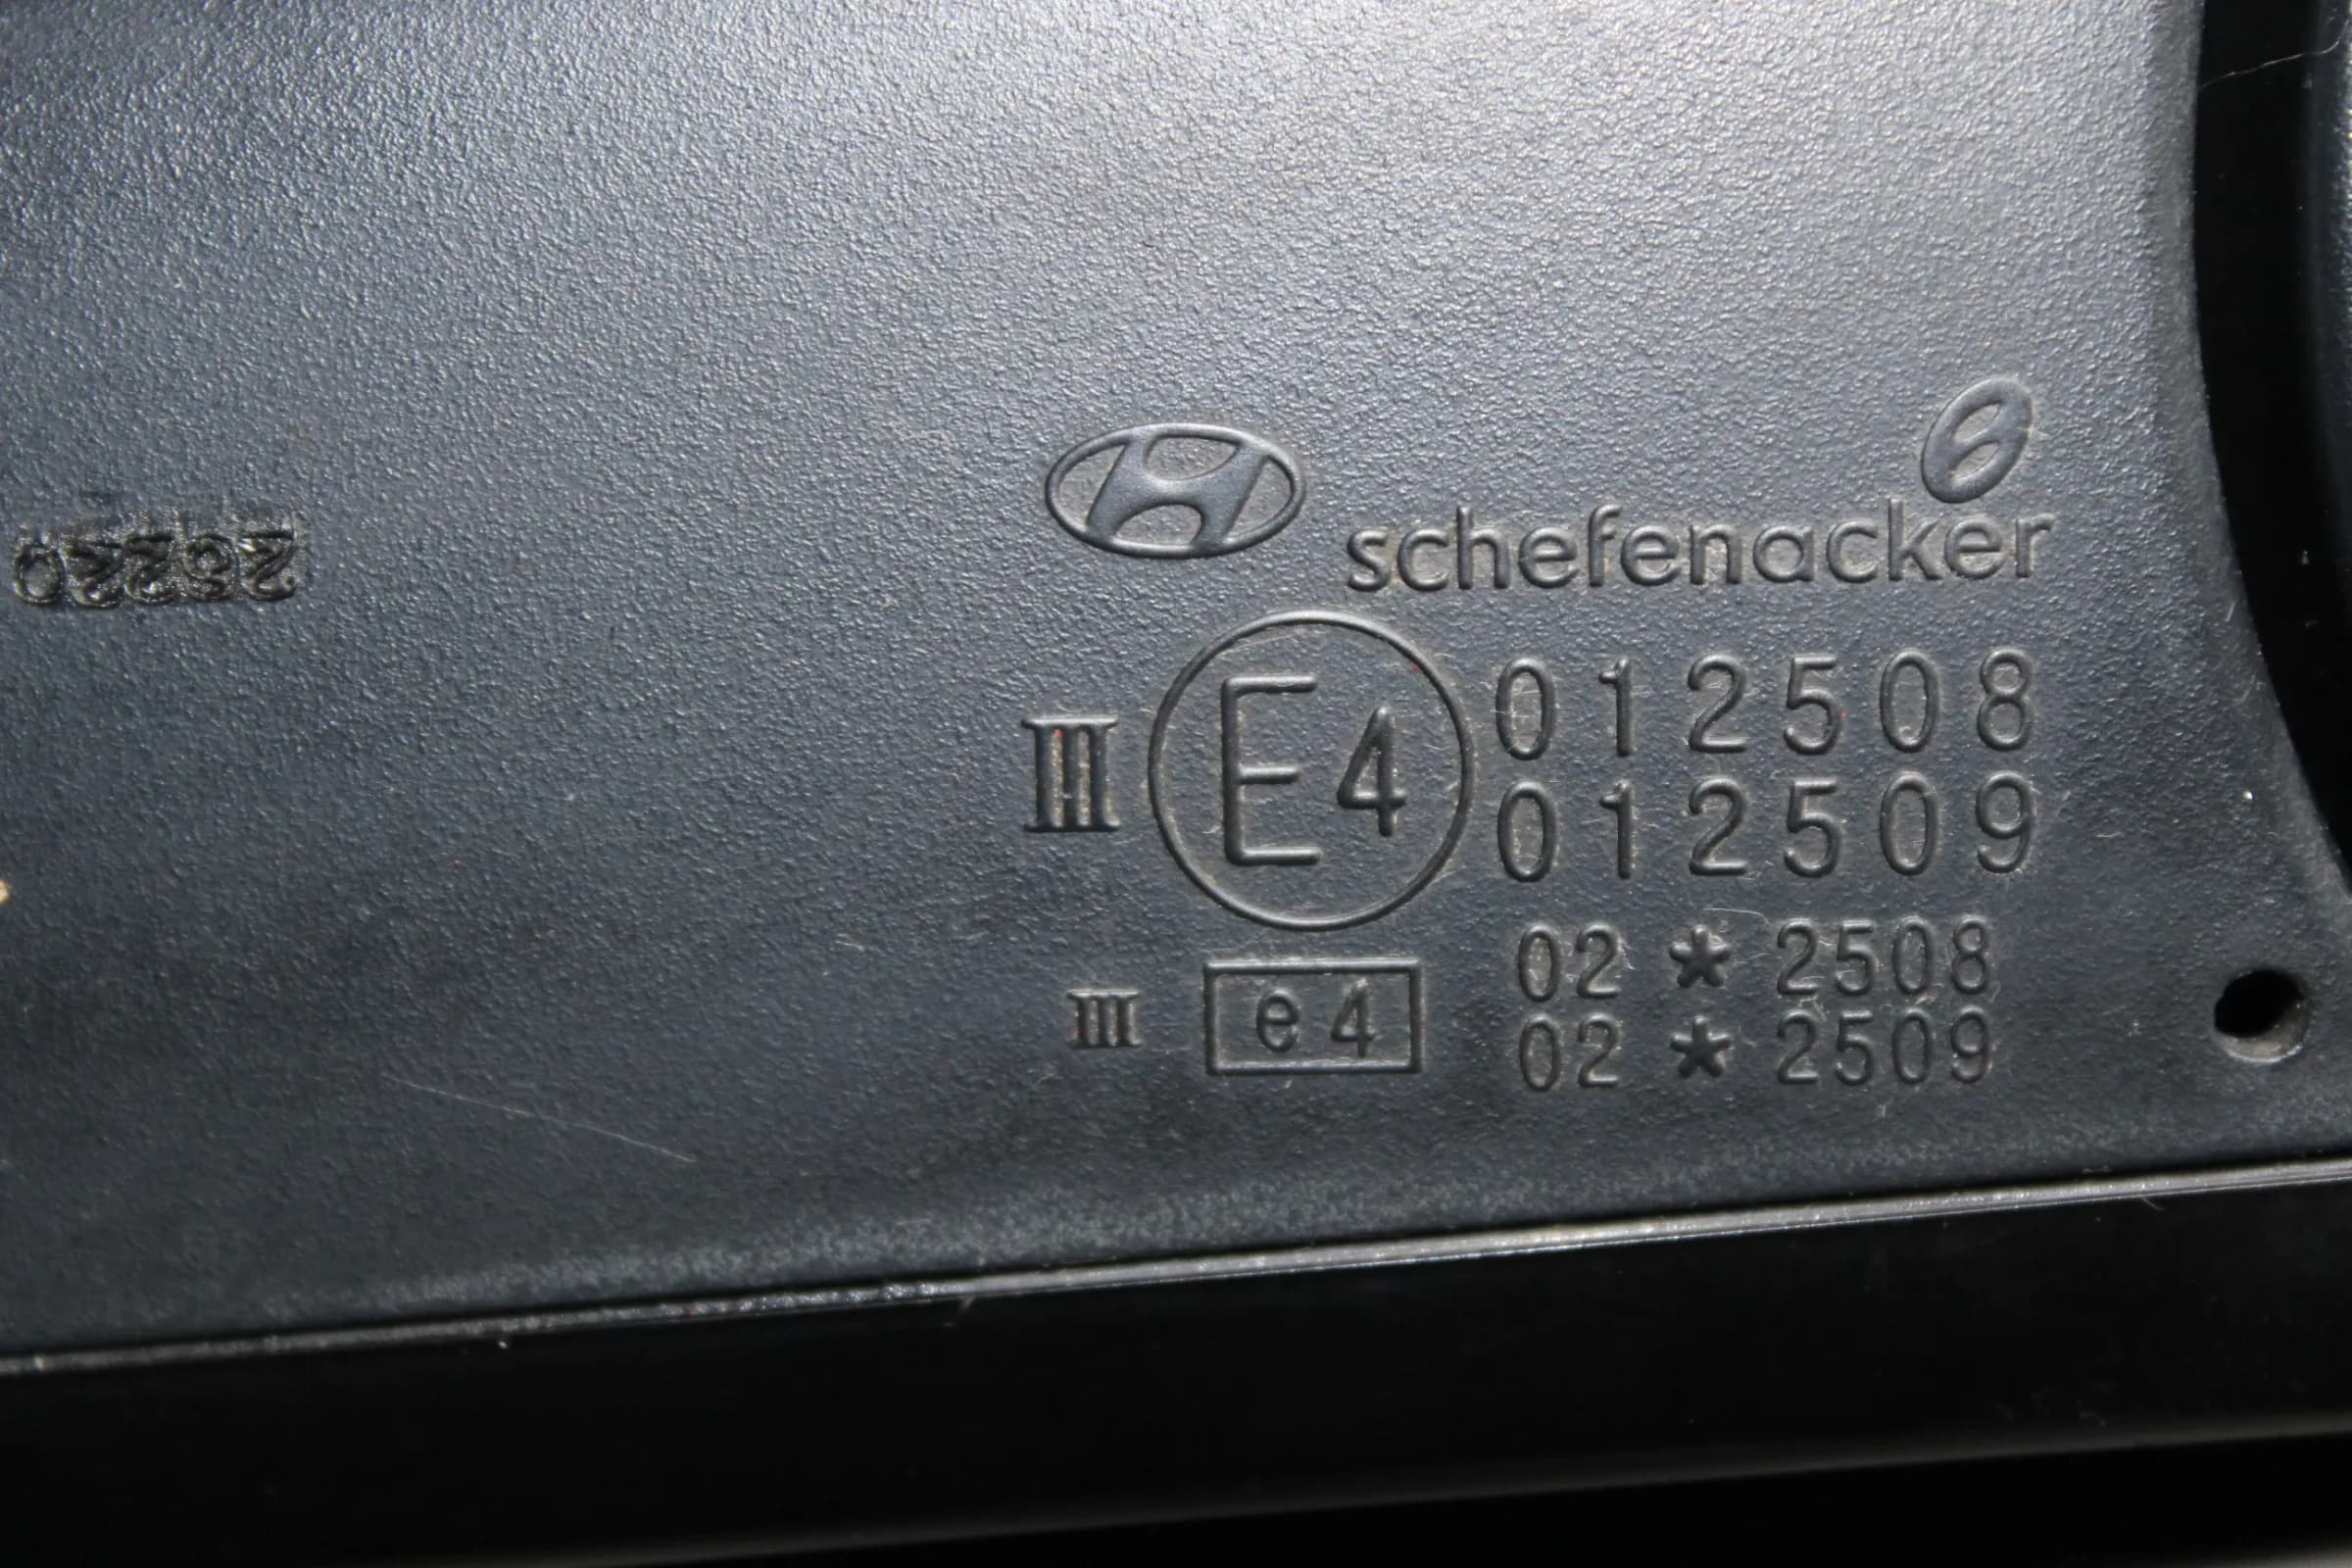 schefenacker
III E4 012508
012509
III e4 02 * 2508
02 * 2509